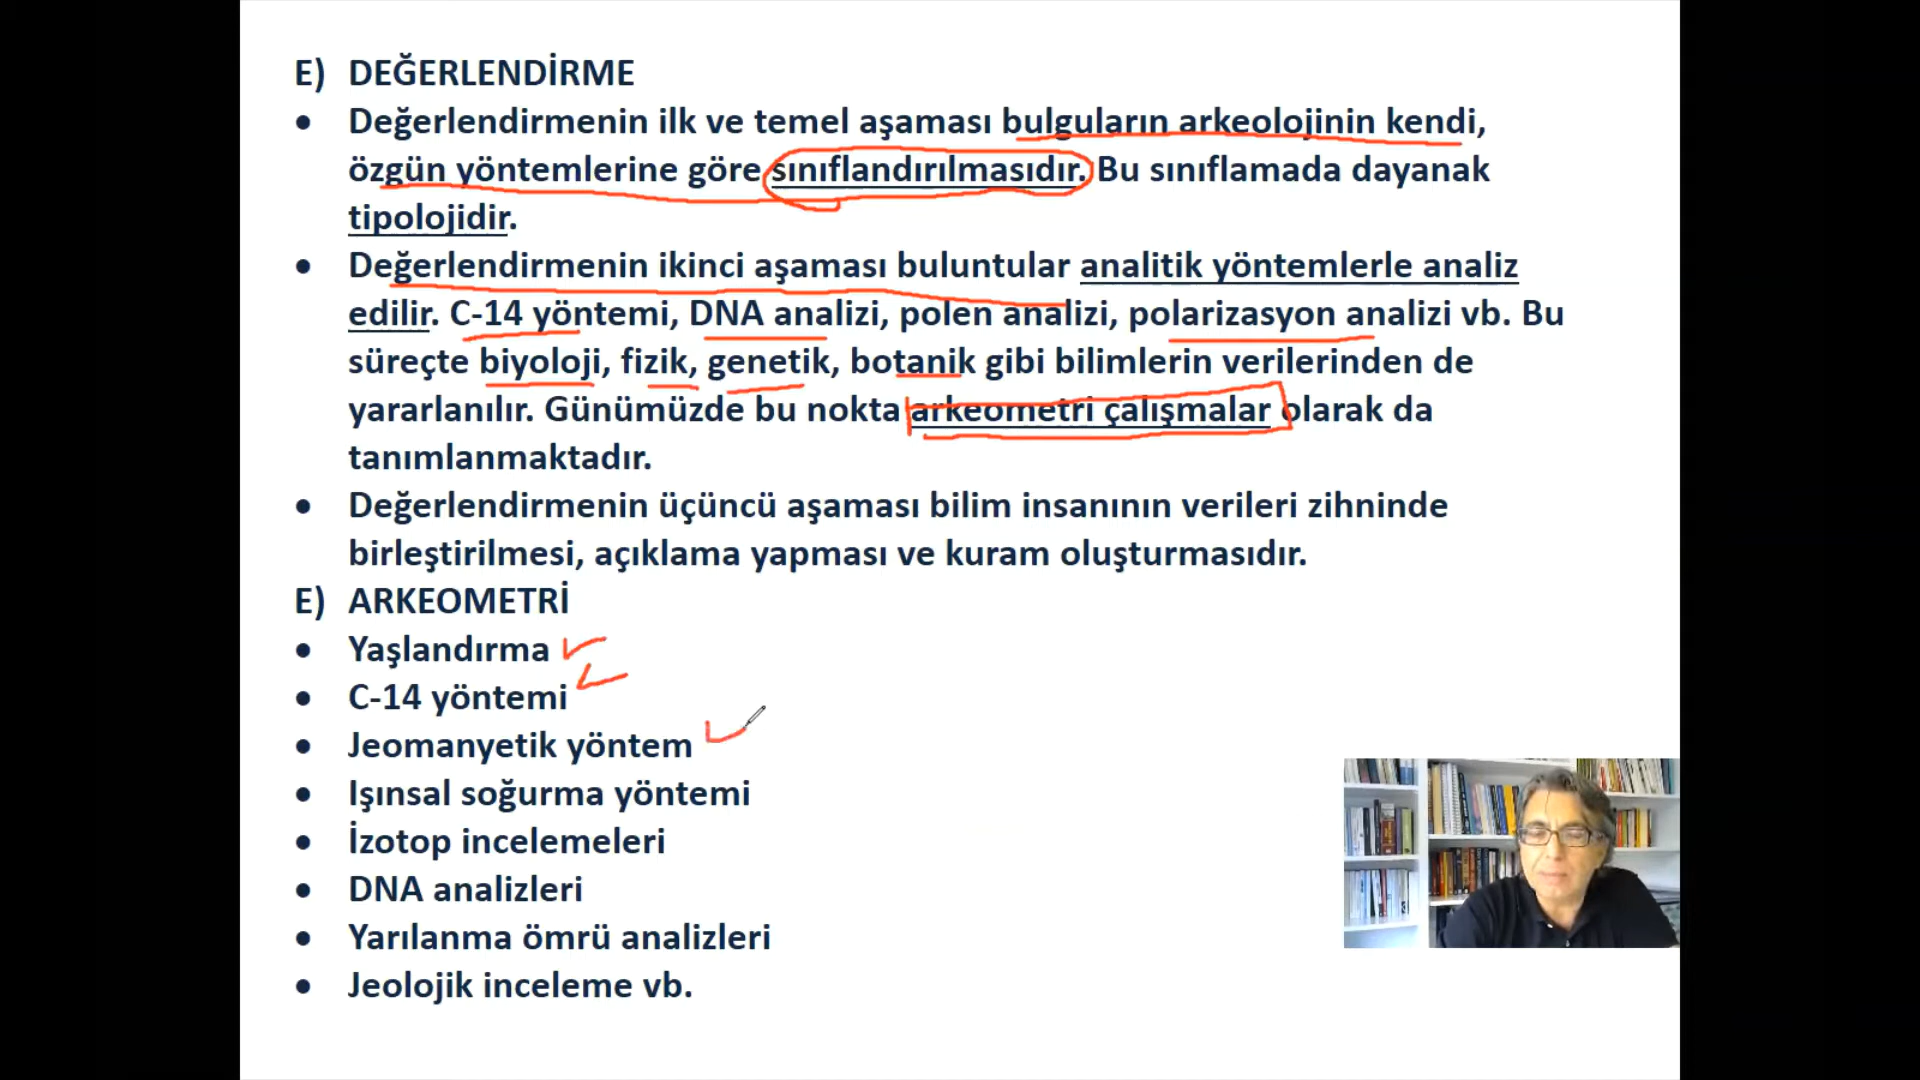 E) DEĞERLENDİRME
• Değerlendirmenin ilk ve temel aşaması bulguların arkeolojinin kendi,
özgün yöntemlerine göre sınıflandırılmasıdır. Bu sınıflamada dayanak
tipolojidir.
• Değerlendirmenin ikinci aşaması buluntular analitik yöntemlerle analiz
edilir. C-14 yöntemi, DNA analizi, polen analizi, polarizasyon analizi vb. Bu
süreçte biyoloji, fizik, genetik, botanik gibi bilimlerin verilerinden de
yararlanılır. Günümüzde bu nokta arkeometri çalışmalar olarak da
tanımlanmaktadır.
• Değerlendirmenin üçüncü aşaması bilim insanının verileri zihninde
birleştirilmesi, açıklama yapması ve kuram oluşturmasıdır.
E) ARKEOMETRİ
• Yaşlandırma
• C-14 yöntemi
• Jeomanyetik yöntem
• Işınsal soğurma yöntemi
• İzotop incelemeleri
• DNA analizleri
• Yarılanma ömrü analizleri
• Jeolojik inceleme vb.